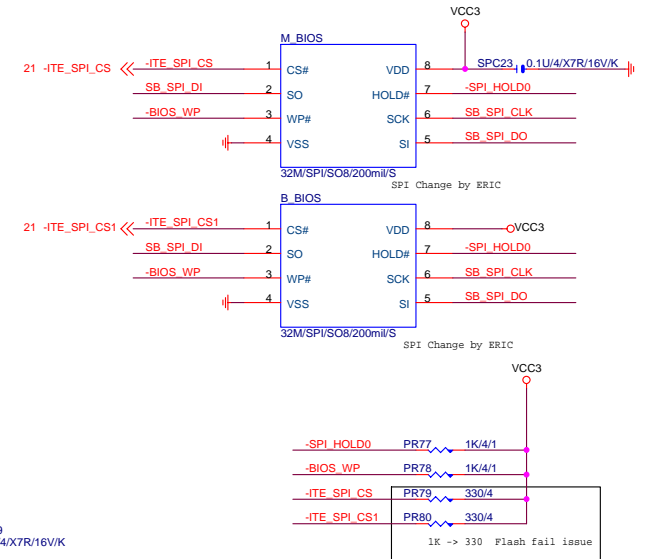 VCC3
M_BIOS
21 -ITE_SPI_CS -ITE_SPI_CS 1 CS# VDD 8 SPC23 0.1U/4/X7R/16V/K
SB_SPI_DI 2 SO HOLD# 7 -SPI_HOLD0
-BIOS_WP 3 WP# SCK 6 SB_SPI_CLK
4 VSS SI 5 SB_SPI_DO
32M/SPI/SO8/200mil/S
SPI Change by ERIC
B_BIOS
21 -ITE_SPI_CS1 -ITE_SPI_CS1 1 CS# VDD 8 VCC3
SB_SPI_DI 2 SO HOLD# 7 -SPI_HOLD0
-BIOS_WP 3 WP# SCK 6 SB_SPI_CLK
4 VSS SI 5 SB_SPI_DO
32M/SPI/SO8/200mil/S
SPI Change by ERIC
VCC3
-SPI_HOLD0 PR77 1K/4/1
-BIOS_WP PR78 1K/4/1
-ITE_SPI_CS PR79 330/4
-ITE_SPI_CS1 PR80 330/4
1K -> 330 Flash fail issue
4/X7R/16V/K